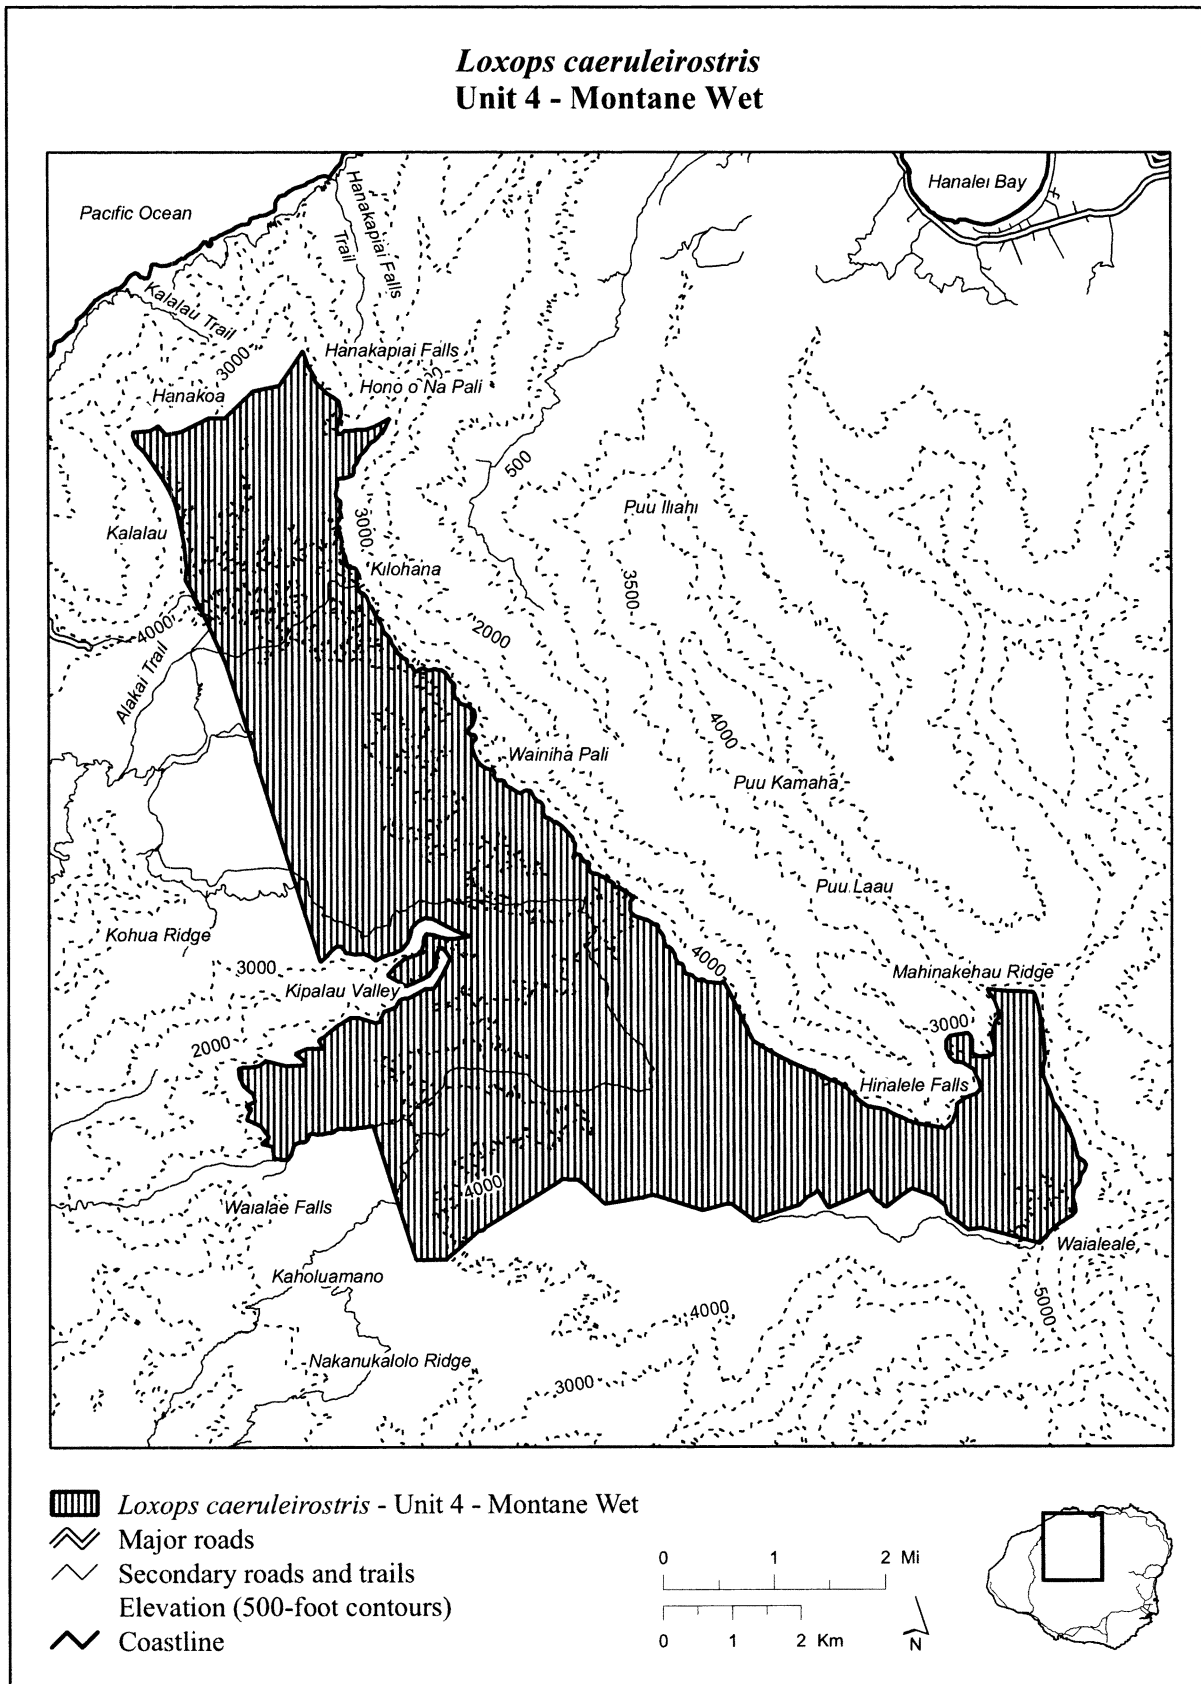 Loxops caeruleirostris
Unit 4 - Montane Wet
Pacific Ocean
Hanalei Bay
Hanakapiai Falls
Trail
Kalalau Trail
3000
Hanakapiai Falls
Hono o Na Pali
Hanakoa
500
Puu Iliahi
3000
Kalalau
Kilohana
3500
4000
2000
Alakai Trail
4000
Wainiha Pali
Puu Kamaha
Puu Laau
Kohua Ridge
3000
4000
Mahinakehau Ridge
Kipalau Valley
3000
2000
Hinalele Falls
4000
Waialae Falls
Waialeale
Kaholuamano
5000
4000
Nakanukalolo Ridge
3000
Loxops caeruleirostris - Unit 4 - Montane Wet
Major roads
Secondary roads and trails
Elevation (500-foot contours)
Coastline
0 1 2 Mi
0 1 2 Km
N